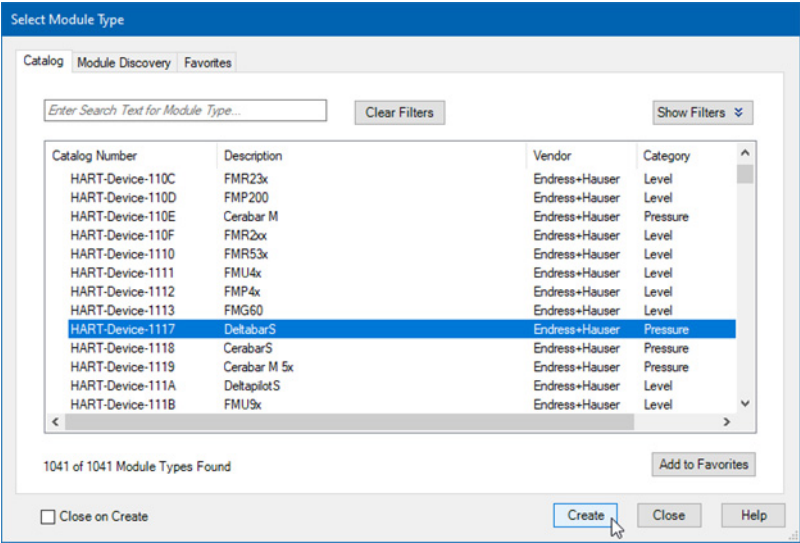 Select Module Type
Catalog Module Discovery Favorites
Enter Search Text for Module Type... Clear Filters Show Filters
Catalog Number Description Vendor Category
HART-Device-110C FMR23x Endress+Hauser Level
HART-Device-110D FMP200 Endress+Hauser Level
HART-Device-110E Cerabar M Endress+Hauser Pressure
HART-Device-110F FMR2xx Endress+Hauser Level
HART-Device-1110 FMR53x Endress+Hauser Level
HART-Device-1111 FMU4x Endress+Hauser Level
HART-Device-1112 FMP4x Endress+Hauser Level
HART-Device-1113 FMG60 Endress+Hauser Level
HART-Device-1117 DeltabarS Endress+Hauser Pressure
HART-Device-1118 CerabarS Endress+Hauser Pressure
HART-Device-1119 Cerabar M 5x Endress+Hauser Pressure
HART-Device-111A DeltapilotS Endress+Hauser Level
HART-Device-111B FMU9x Endress+Hauser Level
1041 of 1041 Module Types Found Add to Favorites
Close on Create Create Close Help